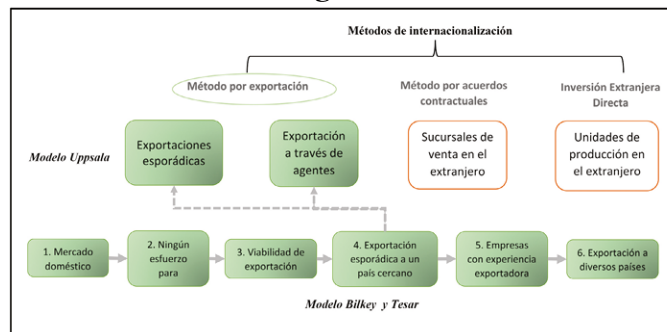 Métodos de internacionalización
Método por exportación
Método por acuerdos
contractuales
Inversión Extranjera
Directa
Modelo Uppsala
Exportaciones
esporádicas
Exportación
a través de
agentes
Sucursales de
venta en el
extranjero
Unidades de
producción en
el extranjero
1. Mercado
doméstico
2. Ningún
esfuerzo
para
3. Viabilidad de
exportación
4. Exportación
esporádica a un
país cercano
5. Empresas
con experiencia
exportadora
6. Exportación a
diversos países
Modelo Bilkey y Tesar